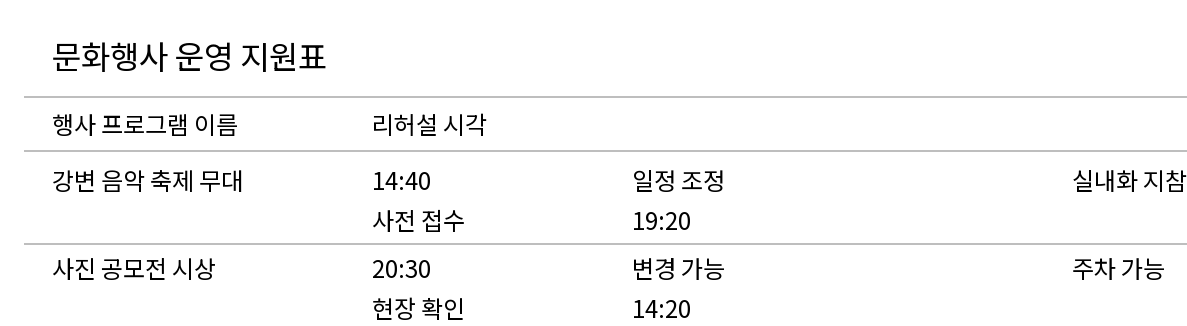 문화행사 운영 지원표
행사 프로그램 이름 리허설 시각
강변 음악 축제 무대 14:40 일정 조정 실내화 지참
사전 접수 19:20
사진 공모전 시상 20:30 변경 가능 주차 가능
현장 확인 14:20